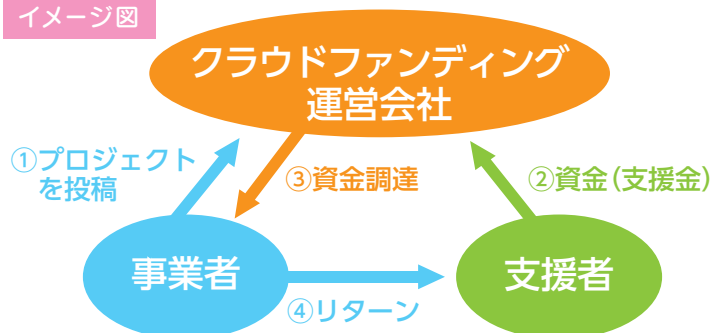 イメージ図
クラウドファンディング
運営会社
①プロジェクト
を投稿
③資金調達
②資金(支援金)
事業者
支援者
④リターン